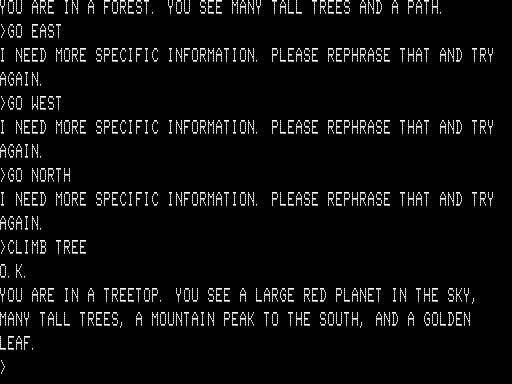 YOU ARE IN A FOREST. YOU SEE MANY TALL TREES AND A PATH.
>GO EAST
I NEED MORE SPECIFIC INFORMATION. PLEASE REPHRASE THAT AND TRY
AGAIN.
>GO WEST
I NEED MORE SPECIFIC INFORMATION. PLEASE REPHRASE THAT AND TRY
AGAIN.
>GO NORTH
I NEED MORE SPECIFIC INFORMATION. PLEASE REPHRASE THAT AND TRY
AGAIN.
>CLIMB TREE
O.K.
YOU ARE IN A TREETOP. YOU SEE A LARGE RED PLANET IN THE SKY,
MANY TALL TREES, A MOUNTAIN PEAK TO THE SOUTH, AND A GOLDEN
LEAF.
>